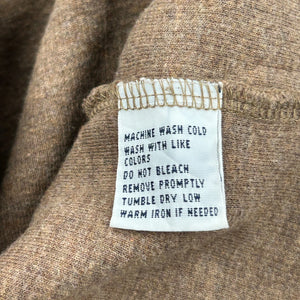 MACHINE WASH COLD
WASH WITH LIKE
COLORS
DO NOT BLEACH
REMOVE PROMPTLY
TUMBLE DRY LOW
WARM IRON IF NEEDED